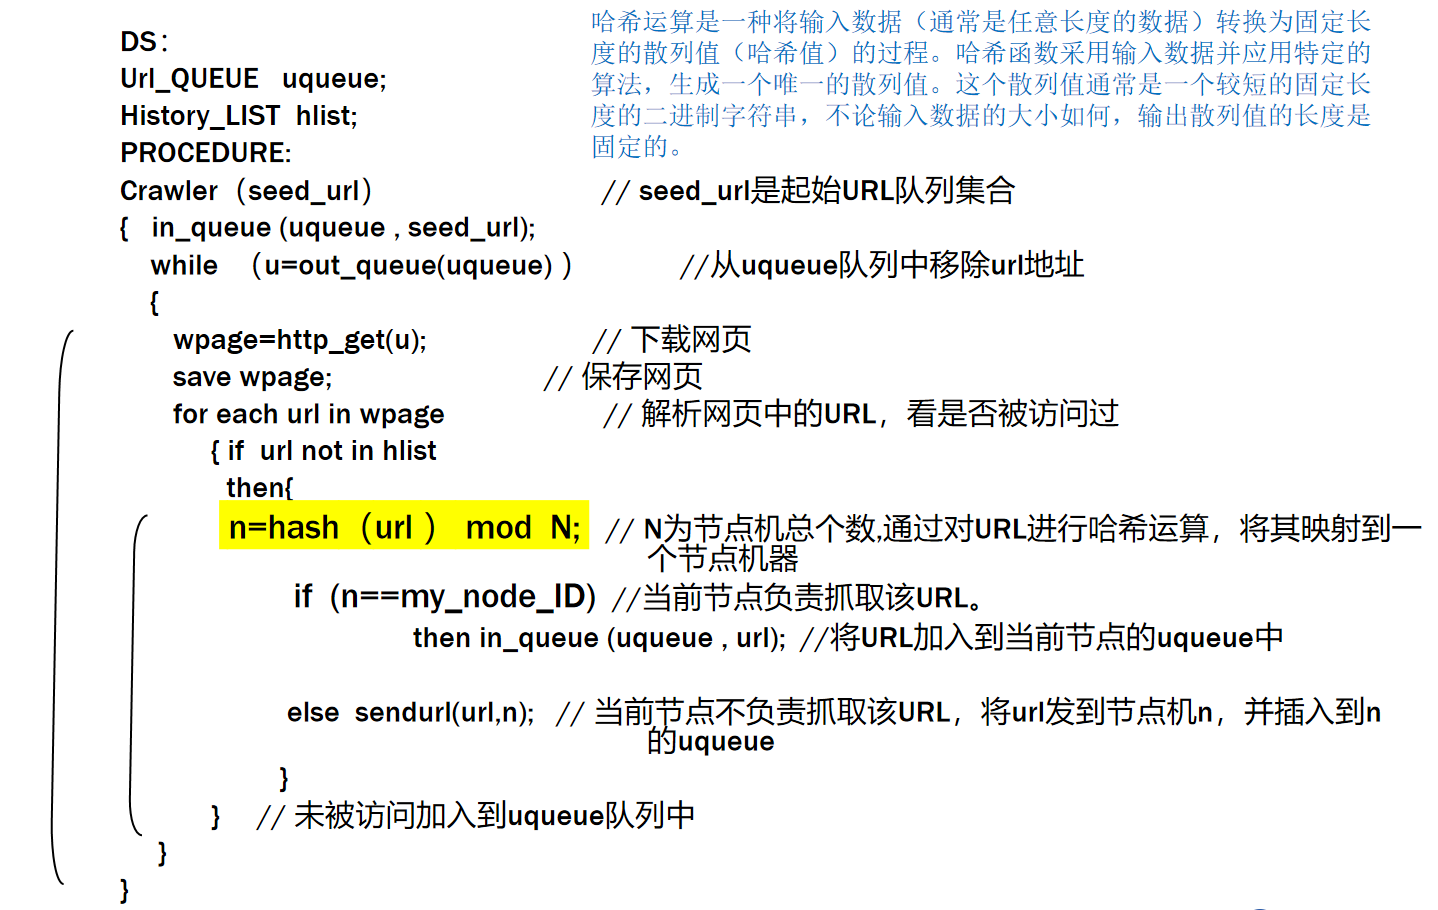 哈希运算是一种将输入数据（通常是任意长度的数据）转换为固定长
度的散列值（哈希值）的过程。哈希函数采用输入数据并应用特定的
算法，生成一个唯一的散列值。这个散列值通常是一个较短的固定长
度的二进制字符串，不论输入数据的大小如何，输出散列值的长度是
固定的。
DS：
Url_QUEUE uqueue;
History_LIST hlist;
PROCEDURE:
Crawler（seed_url） // seed_url是起始URL队列集合
{ in_queue (uqueue , seed_url);
while （u=out_queue(uqueue) ） //从uqueue队列中移除url地址
{
wpage=http_get(u); // 下载网页
save wpage; // 保存网页
for each url in wpage // 解析网页中的URL，看是否被访问过
{ if url not in hlist
then{
n=hash（url ） mod N; // N为节点机总个数,通过对URL进行哈希运算，将其映射到一
个节点机器
if (n==my_node_ID) //当前节点负责抓取该URL。
then in_queue (uqueue , url); //将URL加入到当前节点的uqueue中
else sendurl(url,n); // 当前节点不负责抓取该URL，将url发到节点机n，并插入到n
的uqueue
}
} // 未被访问加入到uqueue队列中
}
}